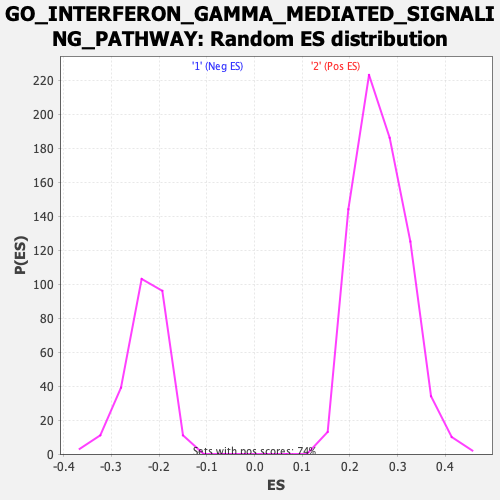 GO_INTERFERON_GAMMA_MEDIATED_SIGNALI
NG_PATHWAY: Random ES distribution
'1' (Neg ES) '2' (Pos ES)
220
200
180
160
140
120
100
80
60
40
20
0
P(ES)
Sets with pos scores: 74%
-0.4 -0.3 -0.2 -0.1 0.0 0.1 0.2 0.3 0.4
ES